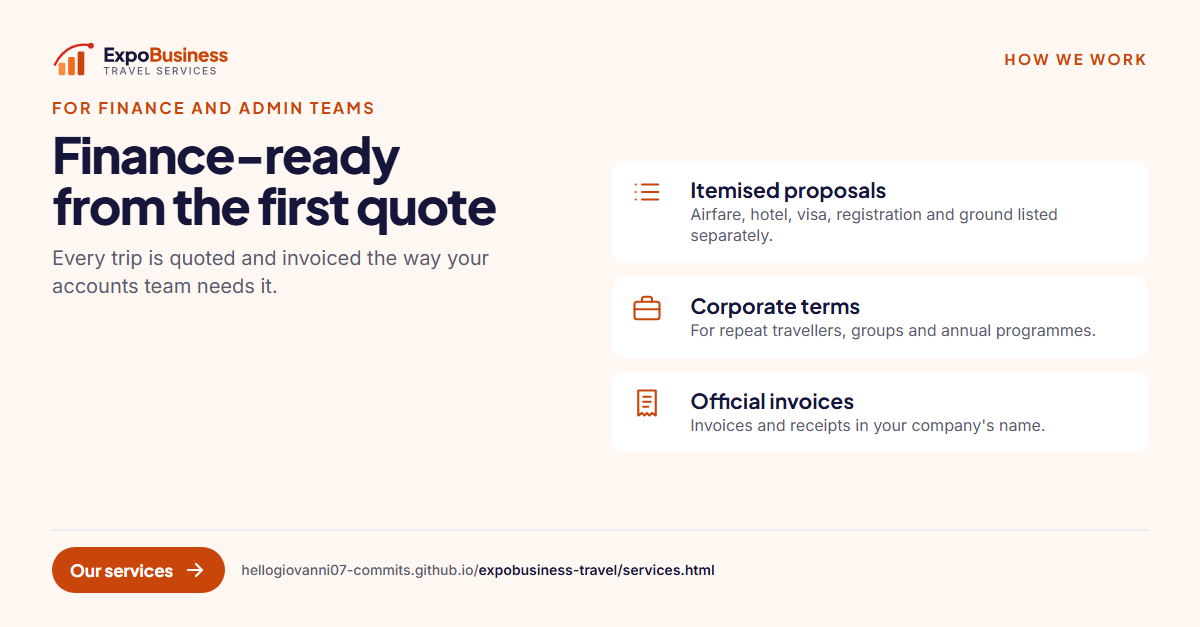 ExpoBusiness
TRAVEL SERVICES
HOW WE WORK
FOR FINANCE AND ADMIN TEAMS
Finance–ready
from the first quote
Every trip is quoted and invoiced the way your
accounts team needs it.
Itemised proposals
Airfare, hotel, visa, registration and ground listed
separately.
Corporate terms
For repeat travellers, groups and annual programmes.
Official invoices
Invoices and receipts in your company's name.
Our services →
hellogiovanni07-commits.github.io/expobusiness-travel/services.html